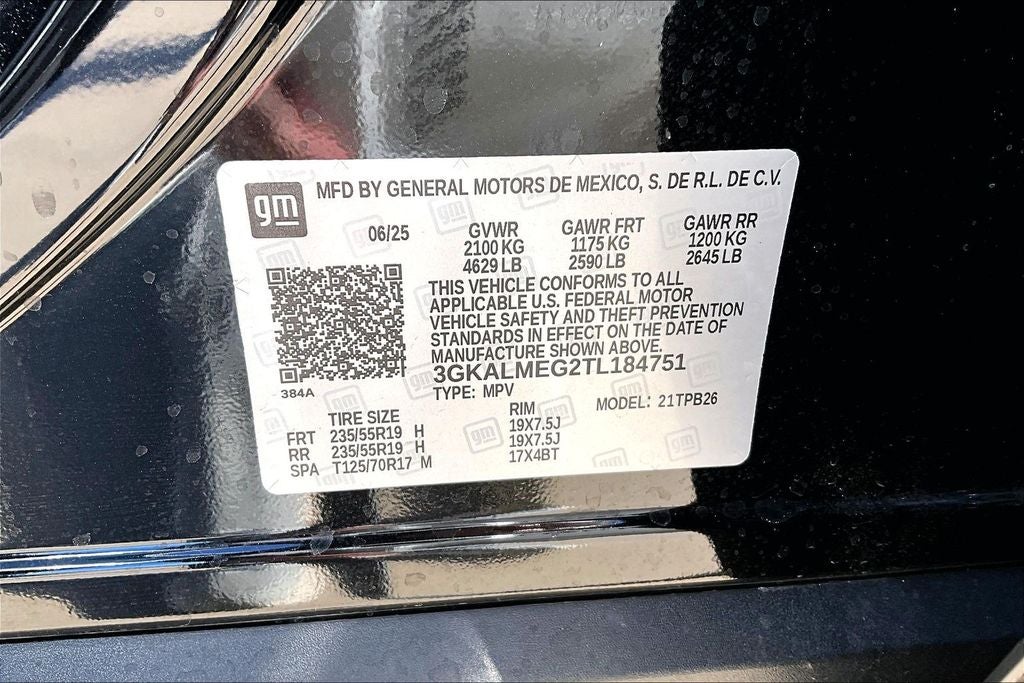 gm MFD BY GENERAL MOTORS DE MEXICO, S. DE R.L. DE C.V.
06/25 GVWR GAWR FRT GAWR RR
2100 KG 1175 KG 1200 KG
4629 LB 2590 LB 2645 LB
THIS VEHICLE CONFORMS TO ALL
APPLICABLE U.S. FEDERAL MOTOR
VEHICLE SAFETY AND THEFT PREVENTION
STANDARDS IN EFFECT ON THE DATE OF
MANUFACTURE SHOWN ABOVE.
3GKALMEG2TL184751
384A
TYPE: MPV MODEL: 21TPB26
TIRE SIZE RIM
FRT 235/55R19 H 19X7.5J
RR 235/55R19 H 19X7.5J
SPA T125/70R17 M 17X4BT